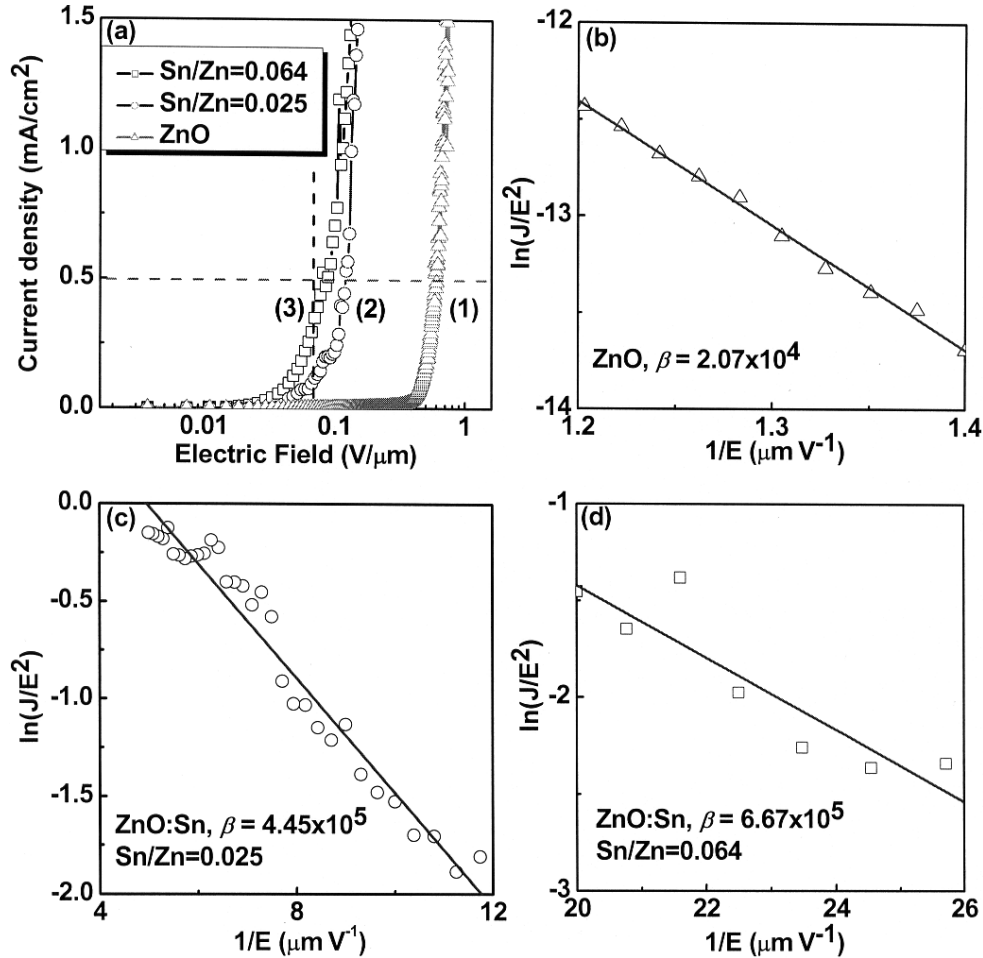 (a)
1.5
1.0
0.5
0.0
Current density (mA/cm²)
Sn/Zn=0.064
Sn/Zn=0.025
ZnO
(3)
(2)
(1)
0.01
0.1
1
Electric Field (V/μm)
(b)
-12
-13
-14
ln(J/E²)
ZnO, β = 2.07x10⁴
1.2
1.3
1.4
1/E (μm V⁻¹)
(c)
0.0
-0.5
-1.0
-1.5
-2.0
ln(J/E²)
ZnO:Sn, β = 4.45x10⁵
Sn/Zn=0.025
4
8
12
1/E (μm V⁻¹)
(d)
-1
-2
-3
ln(J/E²)
ZnO:Sn, β = 6.67x10⁵
Sn/Zn=0.064
20
22
24
26
1/E (μm V⁻¹)